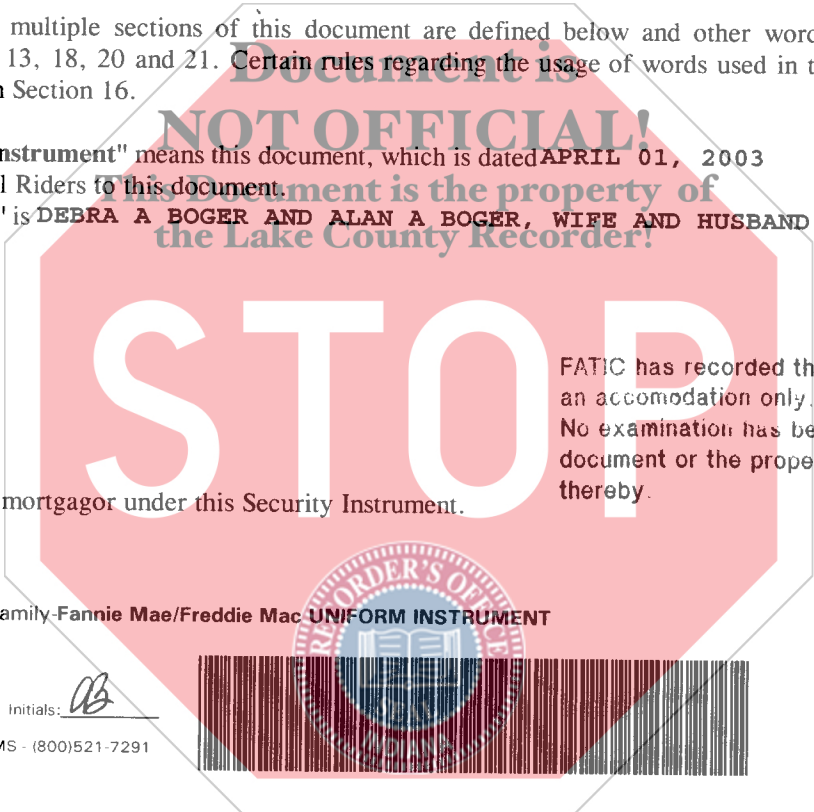 multiple sections of this document are defined below and other word
13, 18, 20 and 21. Certain rules regarding the usage of words used in t
Section 16.
Document is
NOT OFFICIAL!
nstrument" means this document, which is dated APRIL 01, 2003
l Riders to this document.
This Document is the property of
' is DEBRA A BOGER AND ALAN A BOGER, WIFE AND HUSBAND
the Lake County Recorder!
STOP
FATIC has recorded th
an accomodation only.
No examination has be
document or the prope
thereby.
mortgagor under this Security Instrument.
RECORDER'S OFFICE
SEAL
INDIANA
amily-Fannie Mae/Freddie Mac UNIFORM INSTRUMENT
Initials:
MS - (800)521-7291